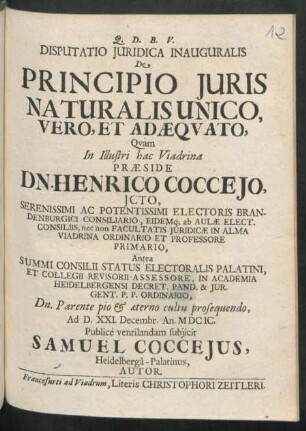 12
Q. D. B. V.
DISPUTATIO JURIDICA INAUGURALIS
De
PRINCIPIO JURIS
NATURALIS UNICO,
VERO, ET ADÆQVATO,
Qvam
In Illustri hac Viadrina
PRÆSIDE
DN. HENRICO COCCEJO,
JCTO,
SERENISSIMI AC POTENTISSIMI ELECTORIS BRAN-
DENBURGICI CONSILIARIO, EIDEMq; ab AULÆ ELECT.
CONSILIIS, nec non FACULTATIS JURIDICÆ IN ALMA
VIADRINA ORDINARIO ET PROFESSORE
PRIMARIO,
Antea
SUMMI CONSILII STATUS ELECTORALIS PALATINI,
ET COLLEGII REVISORII ASSESSORE, IN ACADEMIA
HEIDELBERGENSI DECRET. PAND. & JUR.
GENT. P. P. ORDINARIO,
Dn. Parente pio & æterno cultu prosequendo,
Ad D. XXI. Decembr. An. MDCIC.
Publicè ventilandam subjicit
SAMUEL COCCEJUS,
Heidelbergâ-Palatinus,
AUTOR.
Francofurti ad Viadrum, Literis CHRISTOPHORI ZEITLERI.